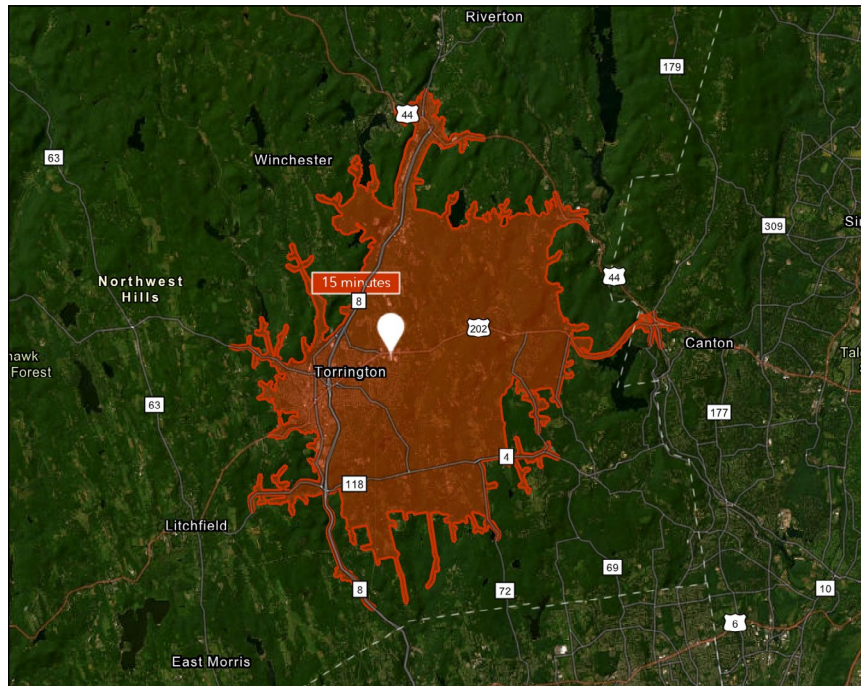 Riverton
179
44
63
Winchester
309
Sir
Northwest
Hills
15 minutes
44
8
202
Canton
hawk
Forest
Torrington
Tal
63
177
4
118
Litchfield
69
8
72
10
6
East Morris